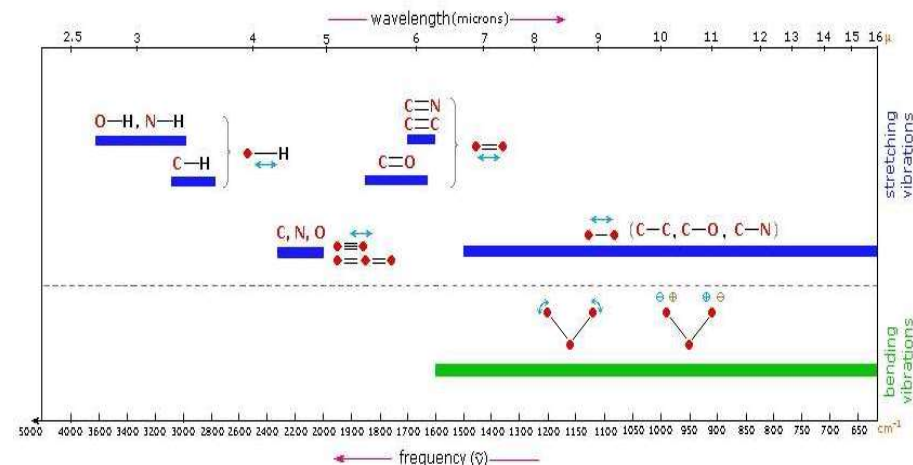 wavelength(microns)
2.5 3 4 5 6 7 8 9 10 11 12 13 14 15 16 μ
O—H, N—H
C—H
—H
C=N
C=C
C=O
C, N, O
(C—C, C—O , C—N)
⊖ ⊕ ⊕ ⊖
stretching
vibrations
bending
vibrations
5000 4000 3600 3400 3200 3000 2800 2600 2400 2200 2000 1900 1800 1700 1600 1500 1400 1300 1200 1150 1100 1050 1000 950 900 850 800 750 700 650 cm⁻¹
frequency (ν̃)